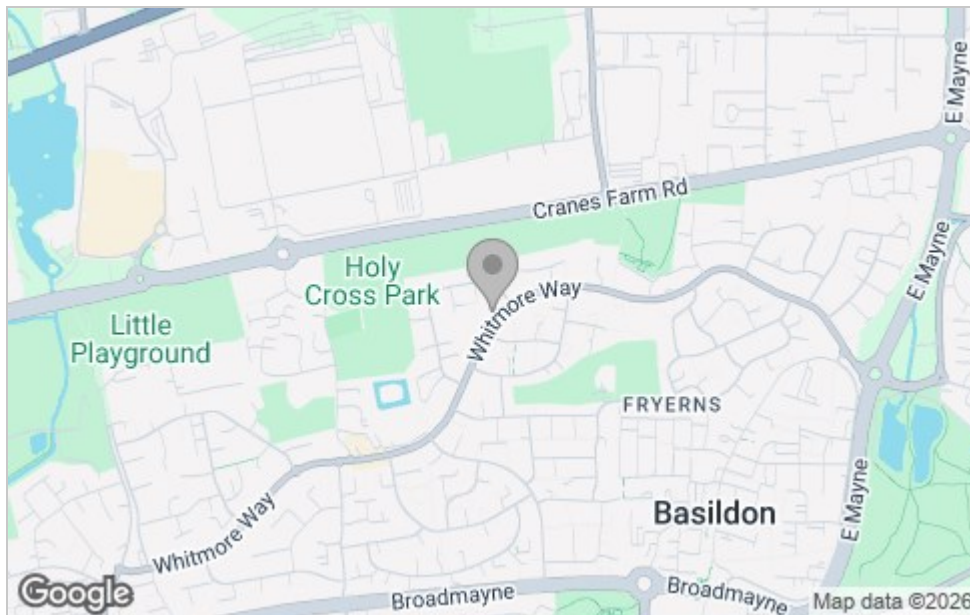 E Mayne
Cranes Farm Rd
Holy
Cross Park
Whitmore Way
E Mayne
Little
Playground
FRYERNS
Whitmore Way
Basildon
E Mayne
Google
Broadmayne
Broadmayne
Map data ©2026